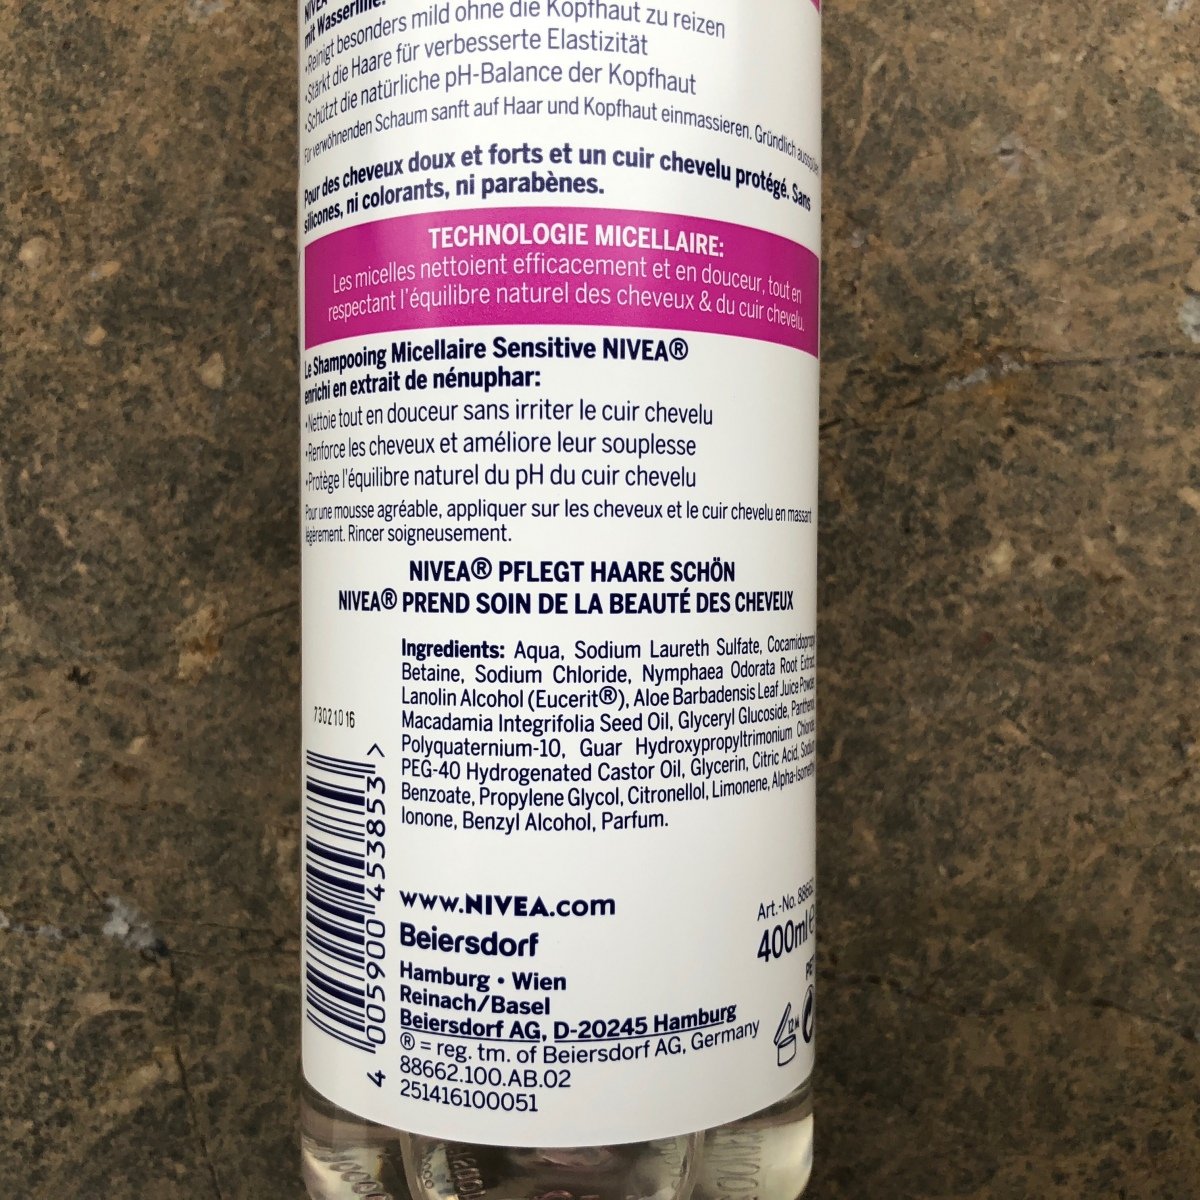 NIVEA
mit Wasserlilie:
•Reinigt besonders mild ohne die Kopfhaut zu reizen
•Stärkt die Haare für verbesserte Elastizität
•Schützt die natürliche pH-Balance der Kopfhaut
Für verwöhnenden Schaum sanft auf Haar und Kopfhaut einmassieren. Gründlich
Pour des cheveux doux et forts et un cuir chevelu protégé. Sans
silicones, ni colorants, ni parabènes.
TECHNOLOGIE MICELLAIRE:
Les micelles nettoient efficacement et en douceur, tout en
respectant l'équilibre naturel des cheveux & du cuir chevelu.
Le Shampooing Micellaire Sensitive NIVEA®
enrichi en extrait de nénuphar:
•Nettoie tout en douceur sans irriter le cuir chevelu
•Renforce les cheveux et améliore leur souplesse
•Protège l'équilibre naturel du pH du cuir chevelu
Pour une mousse agréable, appliquer sur les cheveux et le cuir chevelu en massant
légèrement. Rincer soigneusement.
NIVEA® PFLEGT HAARE SCHÖN
NIVEA® PREND SOIN DE LA BEAUTÉ DES CHEVEUX
Ingredients: Aqua, Sodium Laureth Sulfate, Cocamidopropyl
Betaine, Sodium Chloride, Nymphaea Odorata Root Extract,
Lanolin Alcohol (Eucerit®), Aloe Barbadensis Leaf Juice Powder,
Macadamia Integrifolia Seed Oil, Glyceryl Glucoside, Panthenol,
Polyquaternium-10, Guar Hydroxypropyltrimonium Chloride,
PEG-40 Hydrogenated Castor Oil, Glycerin, Citric Acid, Sodium
Benzoate, Propylene Glycol, Citronellol, Limonene, Alpha-Isomethyl
Ionone, Benzyl Alcohol, Parfum.
73021016
4 005900 453853 >
www.NIVEA.com
Beiersdorf
Hamburg • Wien
Reinach/Basel
Beiersdorf AG, D-20245 Hamburg
® = reg. tm. of Beiersdorf AG, Germany
88662.100.AB.02
251416100051
Art.-No.
400ml e
12M